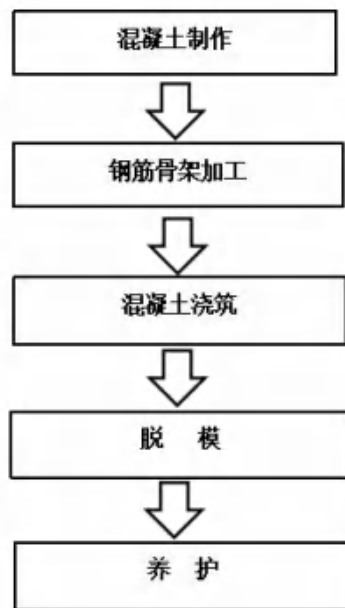 混凝土制作
钢筋骨架加工
混凝土浇筑
脱 模
养 护